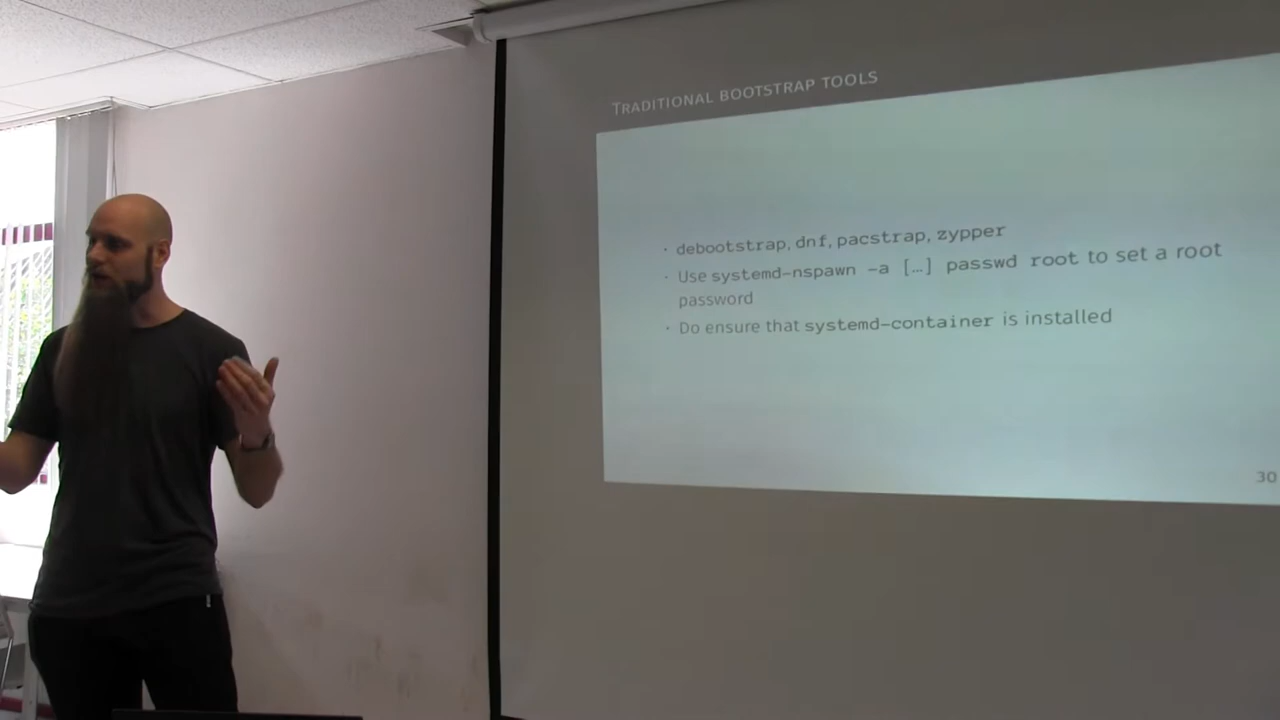 TRADITIONAL BOOTSTRAP TOOLS
· debootstrap, dnf, pacstrap, zypper
· Use systemd-nspawn -a […] passwd root to set a root
password
· Do ensure that systemd-container is installed
30